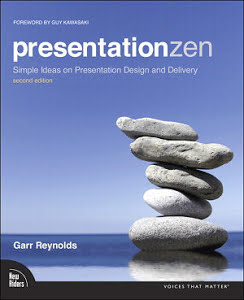 FOREWORD BY GUY KAWASAKI
presentationzen
Simple Ideas on Presentation Design and Delivery
second edition
Garr Reynolds
New
Riders
VOICES THAT MATTER™